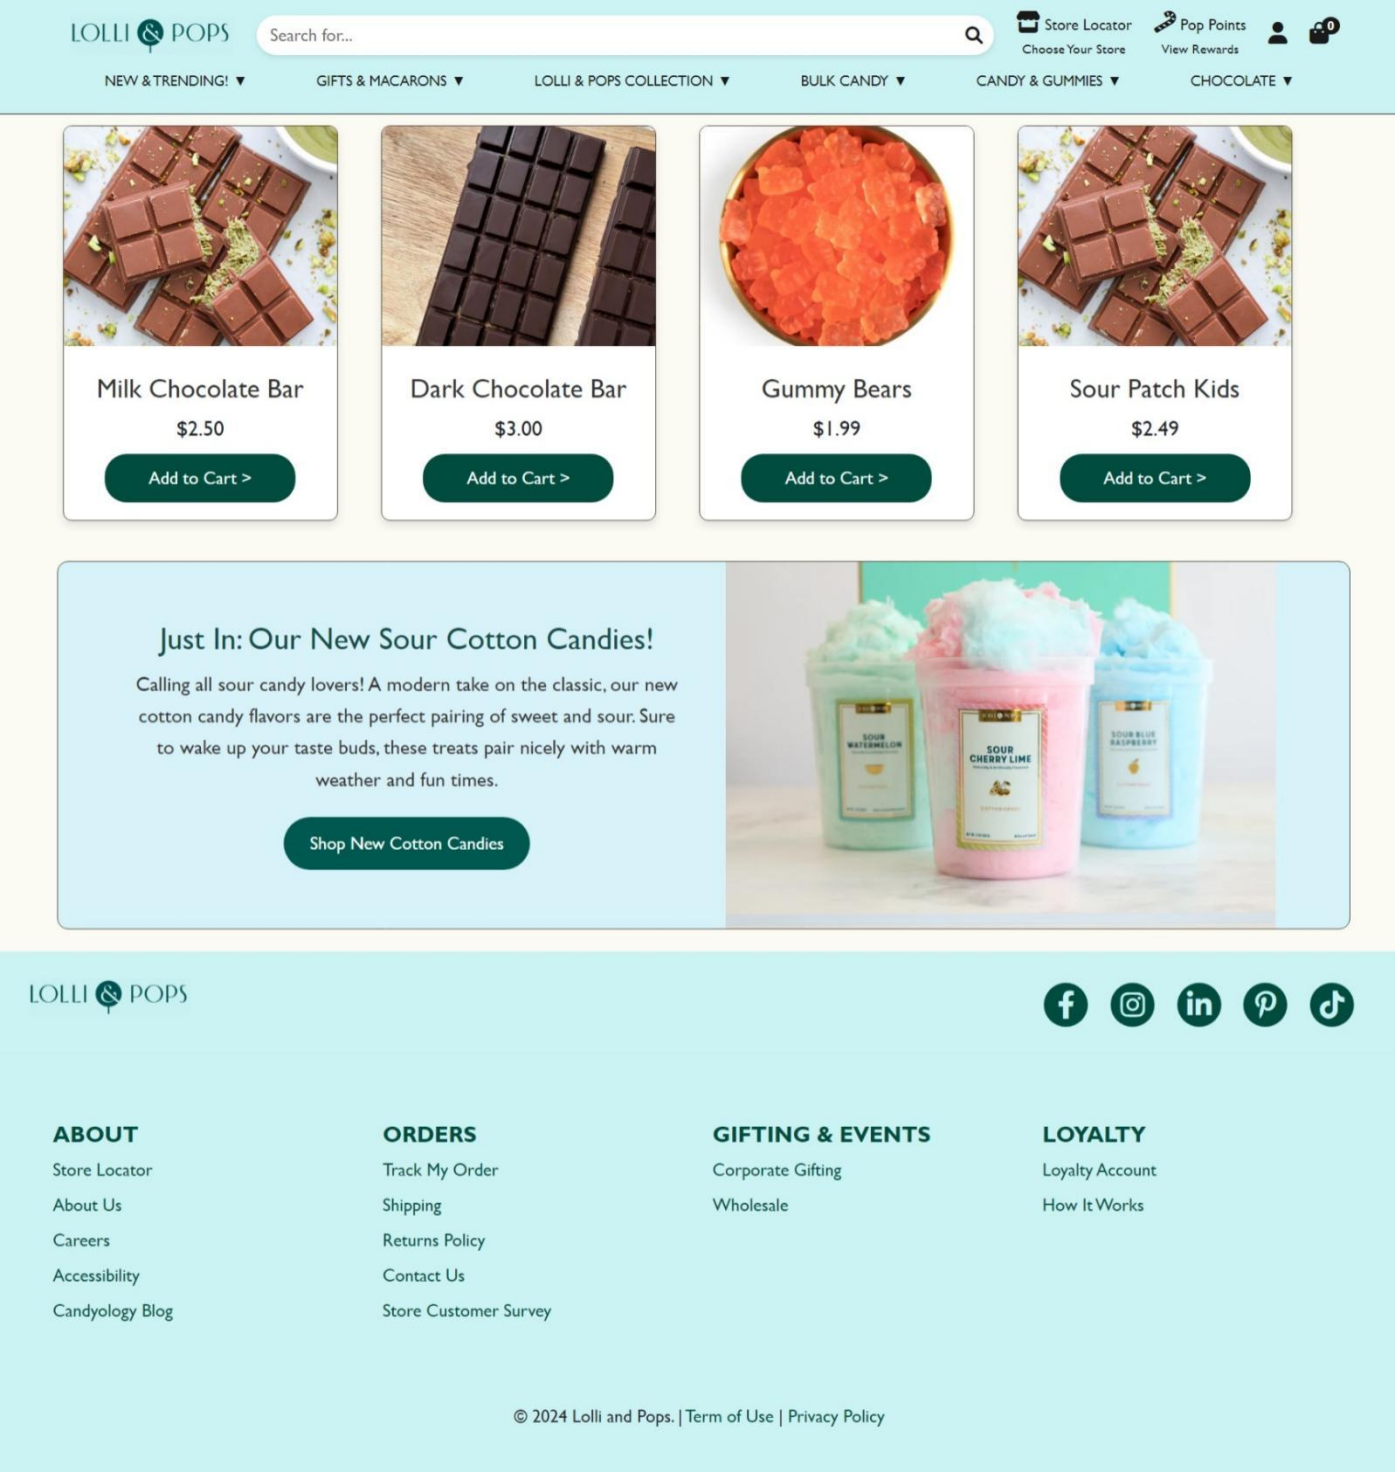 LOLLI & POPS
Search for...
Store Locator
Choose Your Store
Pop Points
View Rewards
0
NEW & TRENDING! ▼
GIFTS & MACARONS ▼
LOLLI & POPS COLLECTION ▼
BULK CANDY ▼
CANDY & GUMMIES ▼
CHOCOLATE ▼
Milk Chocolate Bar
$2.50
Add to Cart >
Dark Chocolate Bar
$3.00
Add to Cart >
Gummy Bears
$1.99
Add to Cart >
Sour Patch Kids
$2.49
Add to Cart >
Just In: Our New Sour Cotton Candies!
Calling all sour candy lovers! A modern take on the classic, our new
cotton candy flavors are the perfect pairing of sweet and sour. Sure
to wake up your taste buds, these treats pair nicely with warm
weather and fun times.
Shop New Cotton Candies
SOUR
WATERMELON
SOUR
CHERRY LIME
SOUR BLUE
RASPBERRY
LOLLI & POPS
ABOUT
Store Locator
About Us
Careers
Accessibility
Candyology Blog
ORDERS
Track My Order
Shipping
Returns Policy
Contact Us
Store Customer Survey
GIFTING & EVENTS
Corporate Gifting
Wholesale
LOYALTY
Loyalty Account
How It Works
© 2024 Lolli and Pops. | Term of Use | Privacy Policy